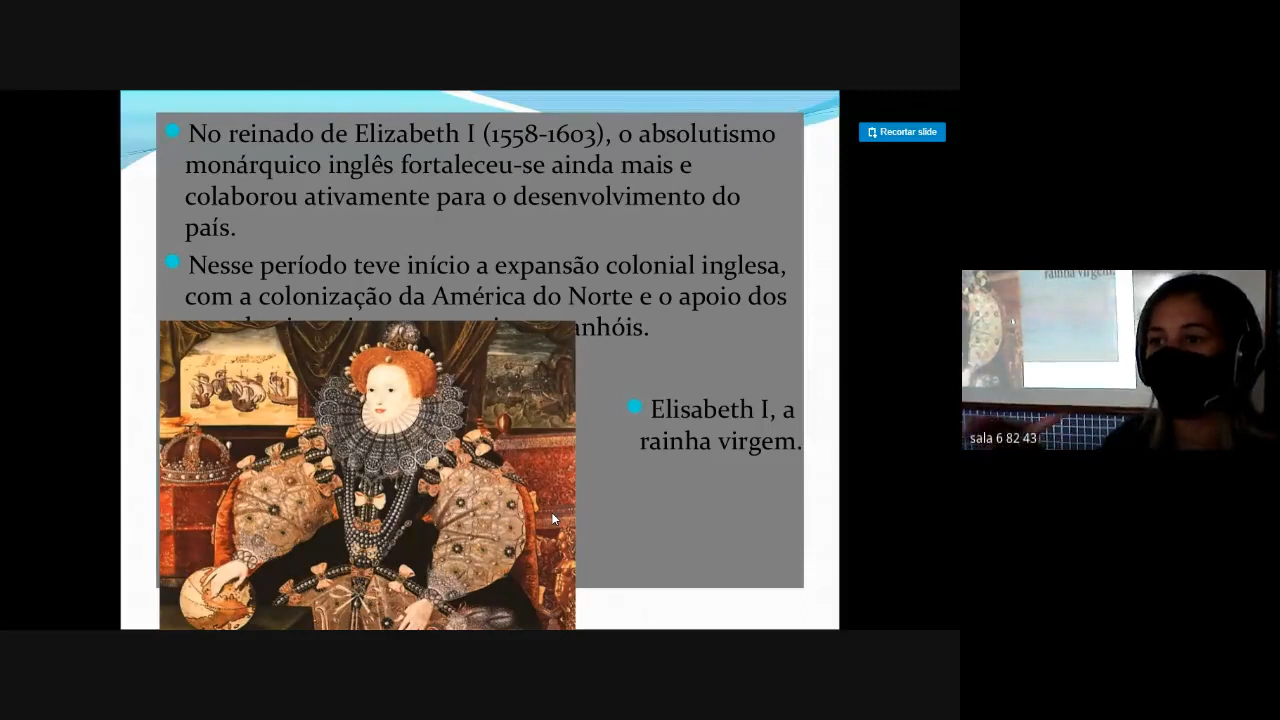 No reinado de Elizabeth I (1558-1603), o absolutismo
monárquico inglês fortaleceu-se ainda mais e
colaborou ativamente para o desenvolvimento do
país.
Nesse período teve início a expansão colonial inglesa,
com a colonização da América do Norte e o apoio dos
anhóis.
Elisabeth I, a
rainha virgem.
Recortar slide
rainha virgem.
sala 6 82 43